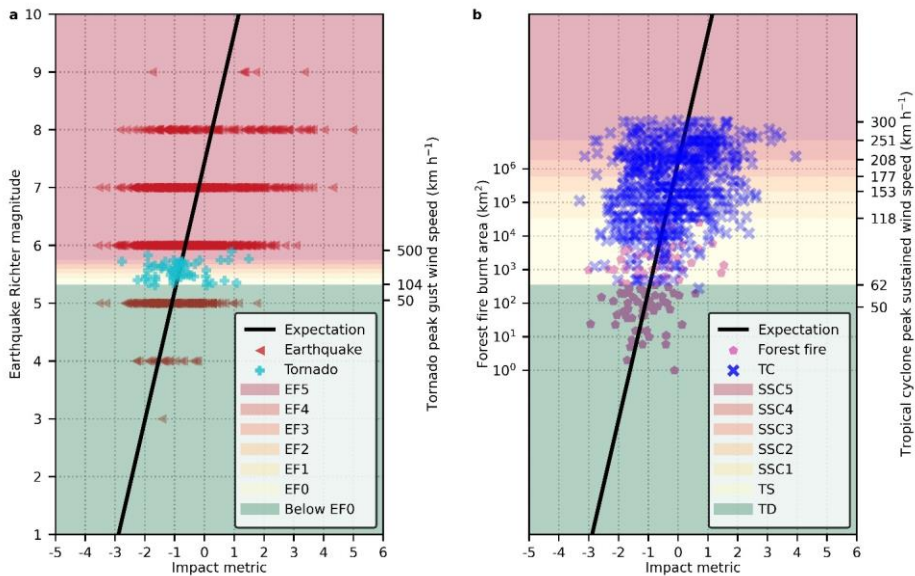 a
Earthquake Richter magnitude
10
9
8
7
6
5
4
3
2
1
-5 -4 -3 -2 -1 0 1 2 3 4 5 6
Impact metric
500
104
50
Tornado peak gust wind speed (km h⁻¹)
Expectation
Earthquake
Tornado
EF5
EF4
EF3
EF2
EF1
EF0
Below EF0
b
Forest fire burnt area (km²)
10⁶
10⁵
10⁴
10³
10²
10¹
10⁰
-5 -4 -3 -2 -1 0 1 2 3 4 5 6
Impact metric
300
251
208
177
153
118
62
50
Tropical cyclone peak sustained wind speed (km h⁻¹)
Expectation
Forest fire
TC
SSC5
SSC4
SSC3
SSC2
SSC1
TS
TD